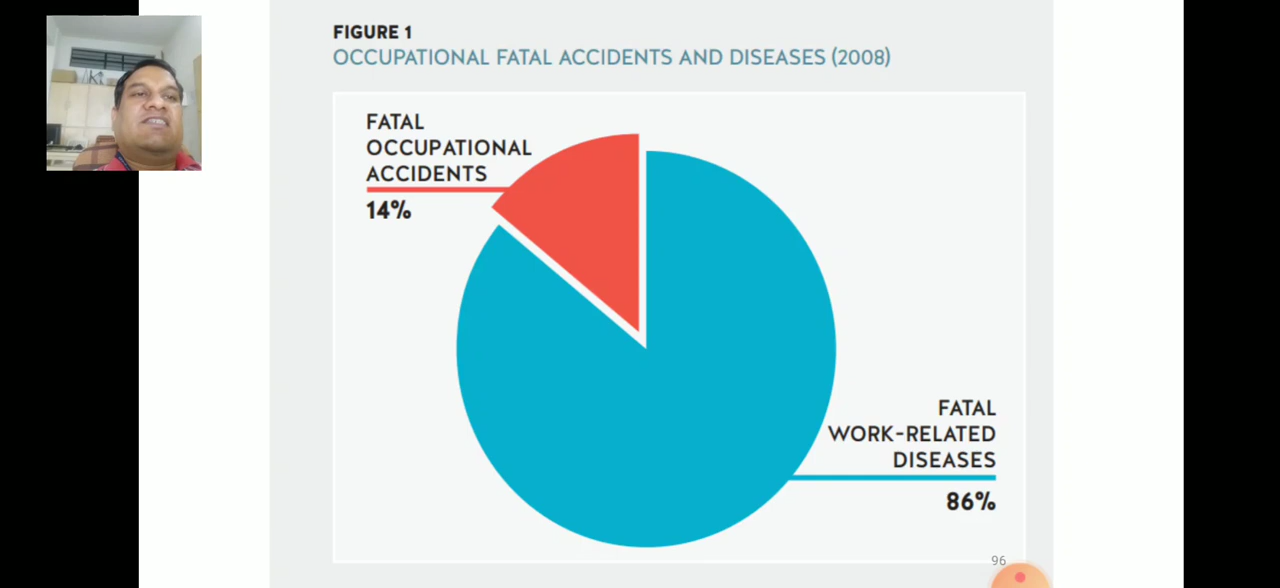 FIGURE 1
OCCUPATIONAL FATAL ACCIDENTS AND DISEASES (2008)
FATAL
OCCUPATIONAL
ACCIDENTS
14%
FATAL
WORK-RELATED
DISEASES
86%
96